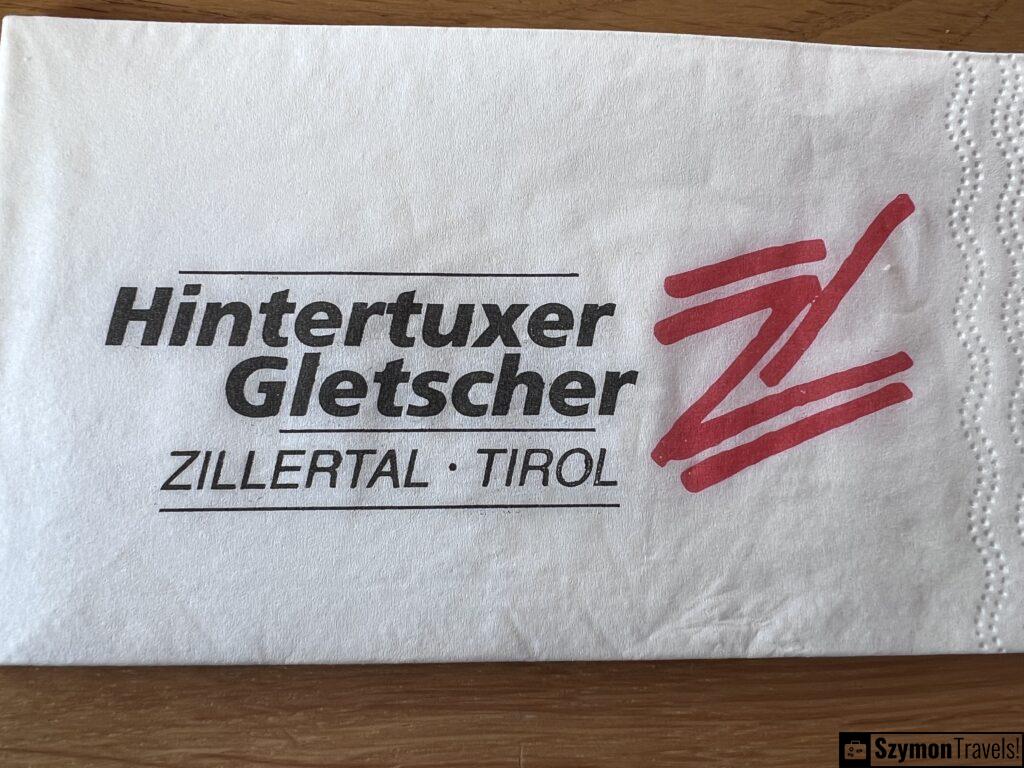 Hintertuxer
Gletscher
ZILLERTAL · TIROL
SzymonTravels!